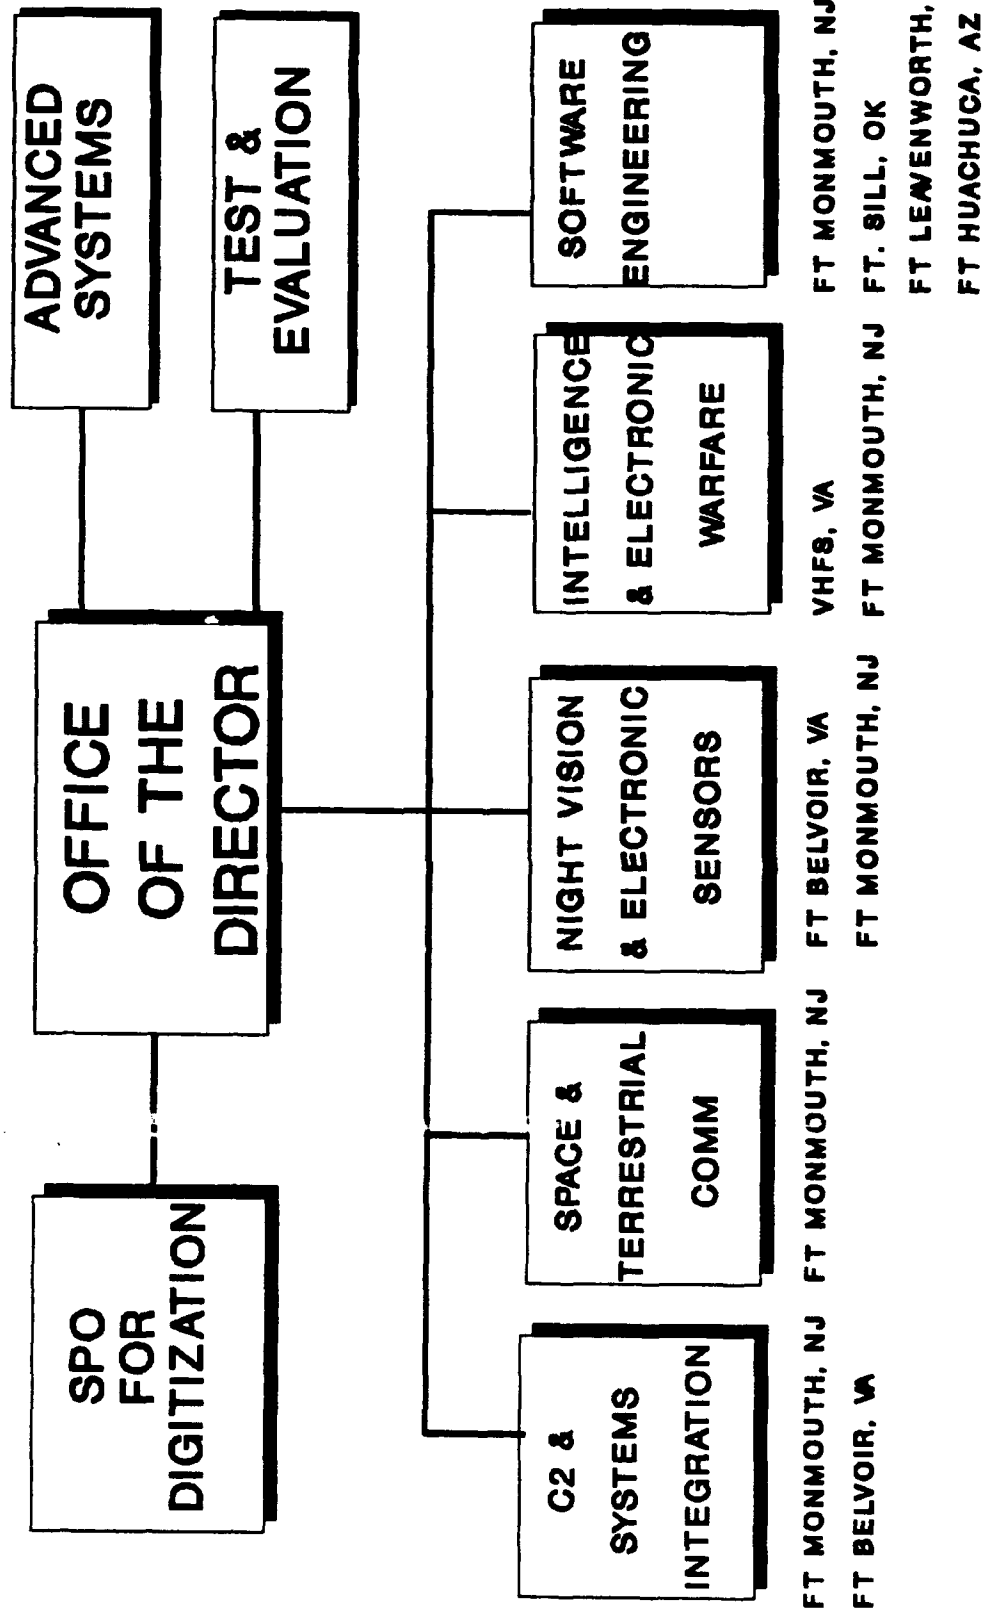 SPO
FOR
DIGITIZATION
OFFICE
OF THE
DIRECTOR
ADVANCED
SYSTEMS
TEST &
EVALUATION
C2 &
SYSTEMS
INTEGRATION
SPACE &
TERRESTRIAL
COMM
NIGHT VISION
& ELECTRONIC
SENSORS
INTELLIGENCE
& ELECTRONIC
WARFARE
SOFTWARE
ENGINEERING
FT MONMOUTH, NJ
FT BELVOIR, VA
FT MONMOUTH, NJ
FT BELVOIR, VA
FT MONMOUTH, NJ
VHFS, VA
FT MONMOUTH, NJ
FT MONMOUTH, NJ
FT. SILL, OK
FT LEAVENWORTH,
FT HUACHUCA, AZ